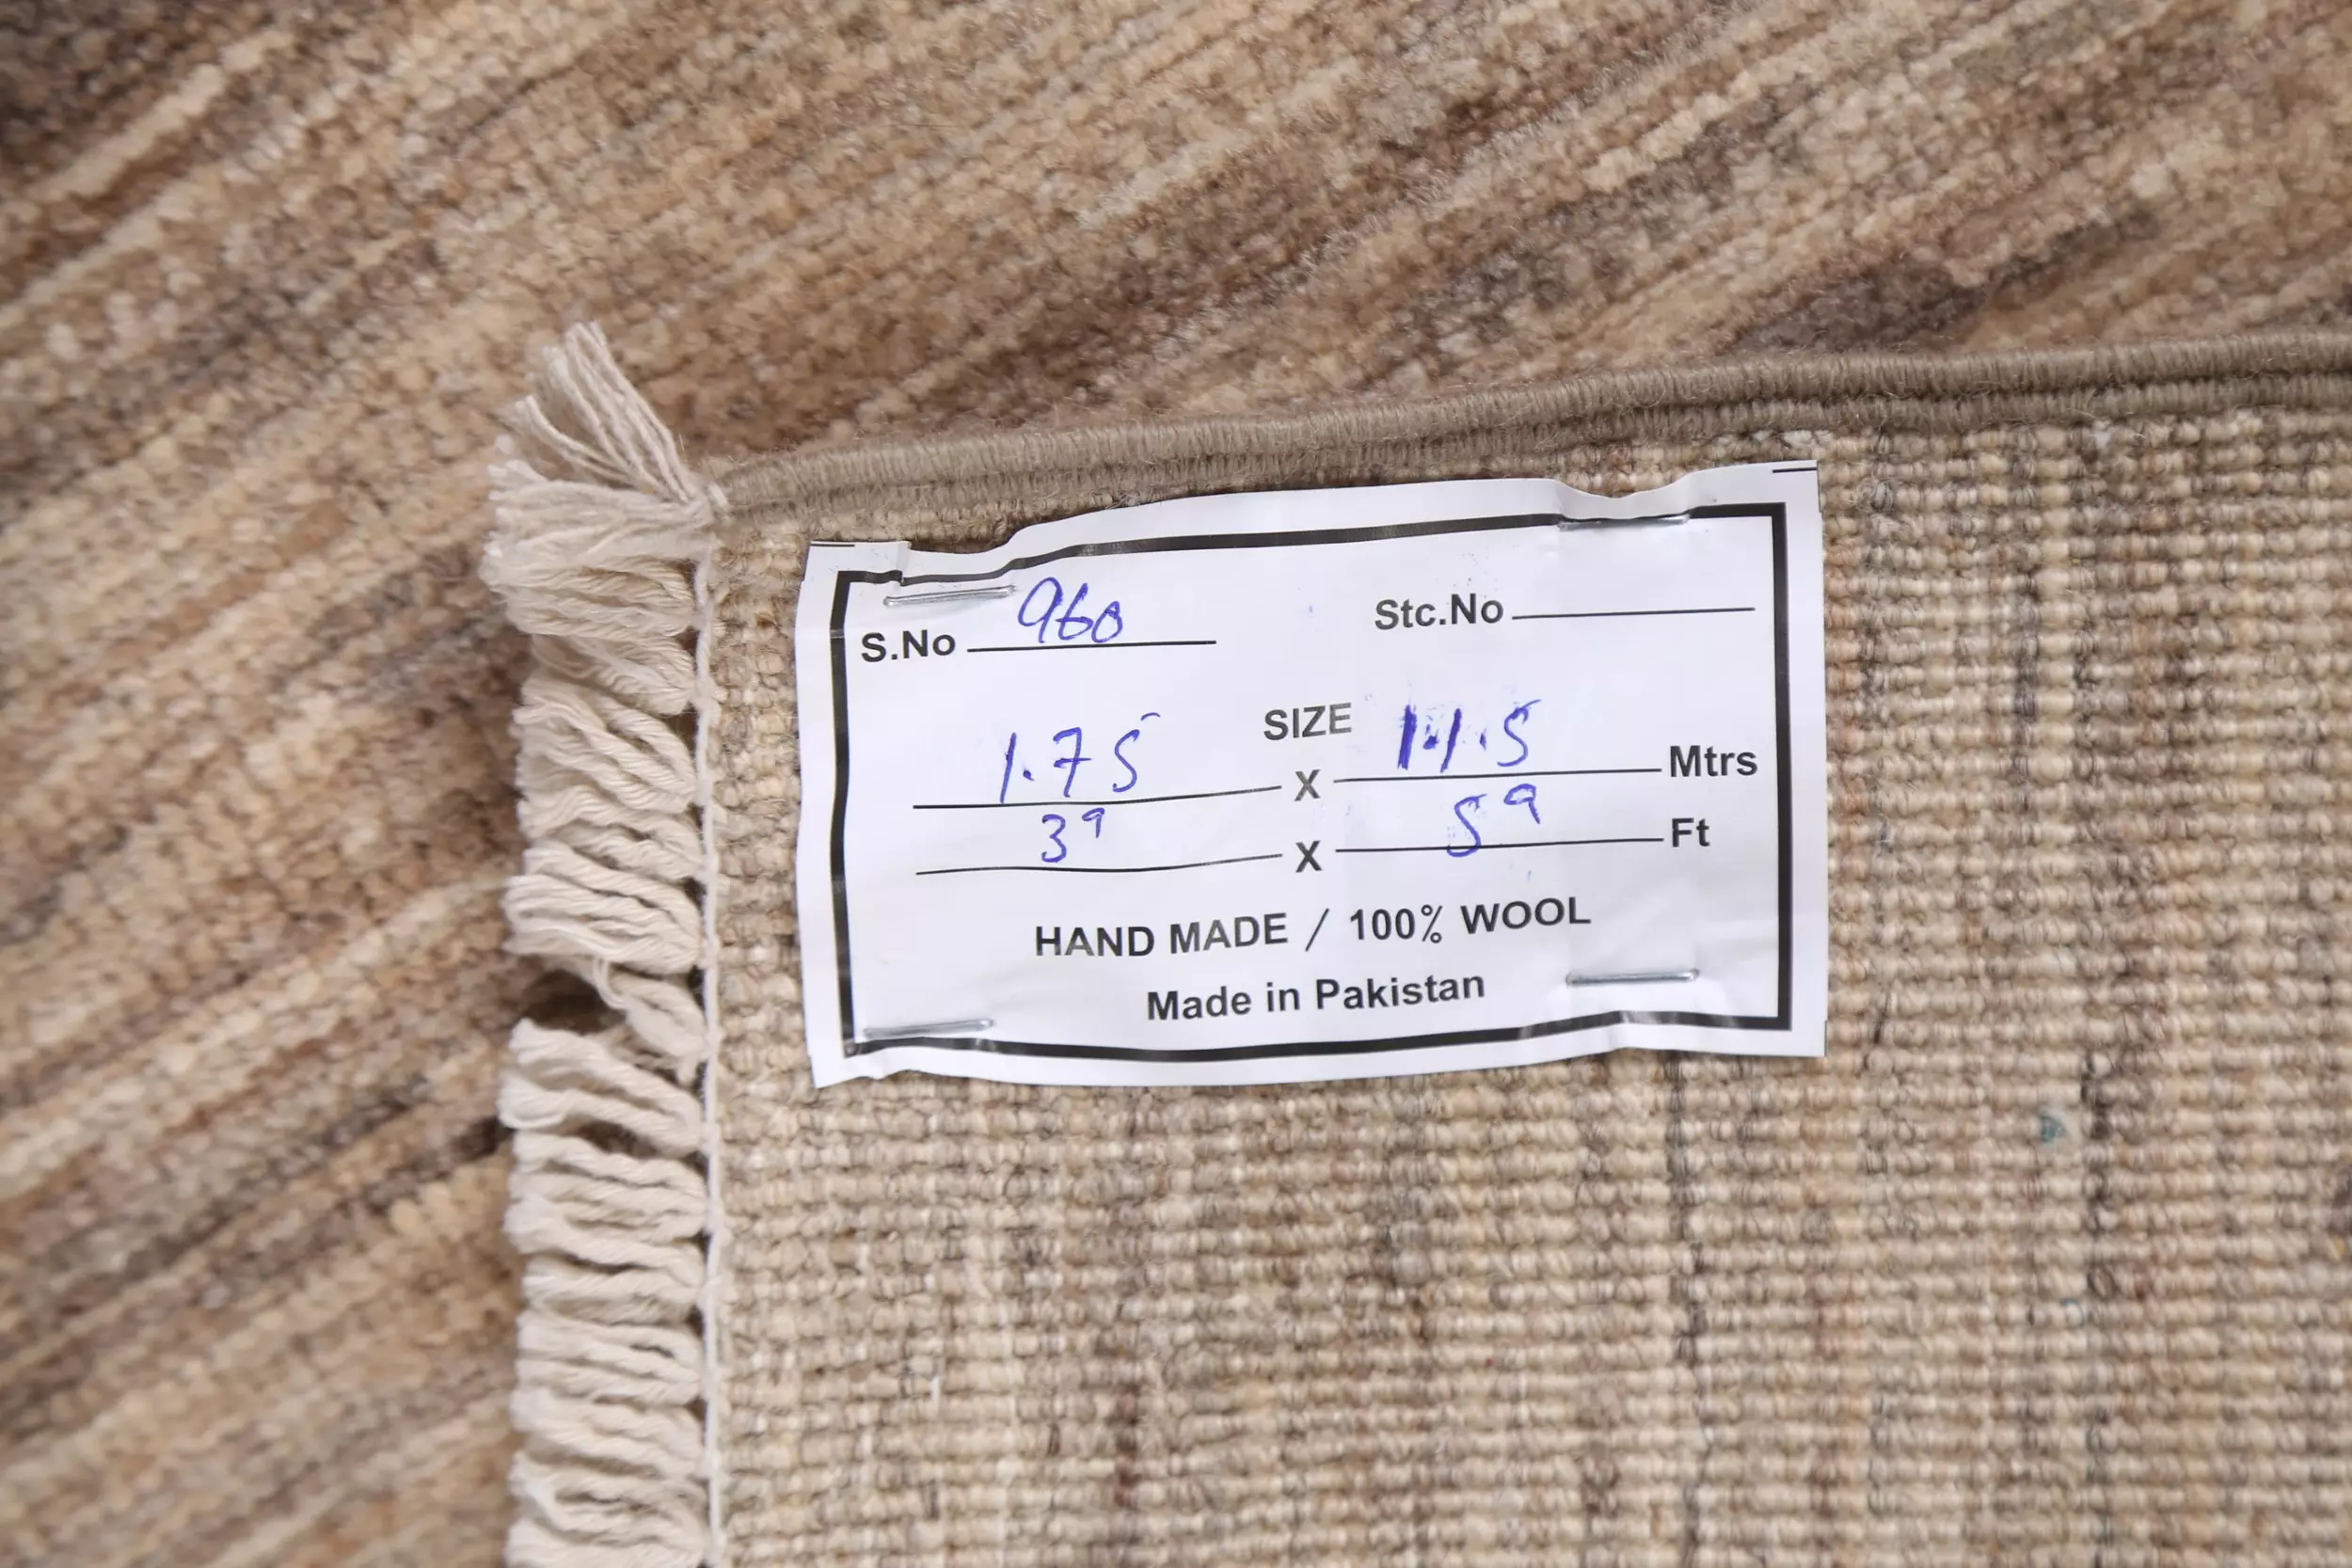 S.No 960 Stc.No
SIZE
1.75 X 1.1.5 Mtrs
3⁹ X 5⁹ Ft
HAND MADE / 100% WOOL
Made in Pakistan